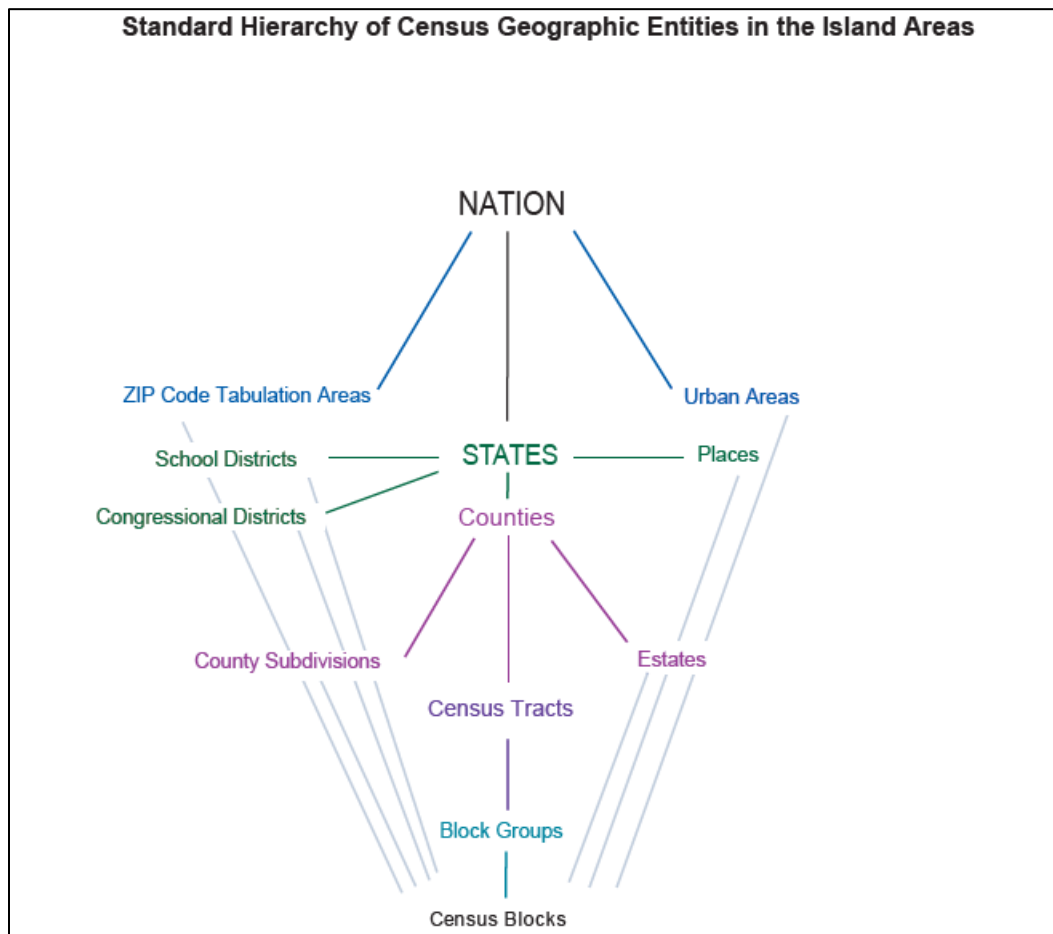 Standard Hierarchy of Census Geographic Entities in the Island Areas
NATION
ZIP Code Tabulation Areas
Urban Areas
School Districts
STATES
Places
Congressional Districts
Counties
County Subdivisions
Estates
Census Tracts
Block Groups
Census Blocks